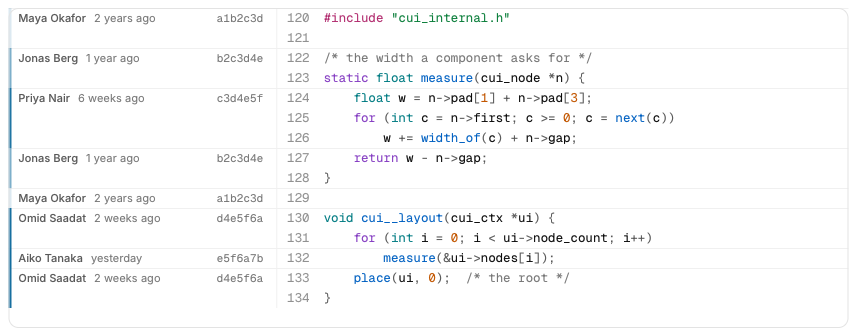 Maya Okafor 2 years ago a1b2c3d 120 #include "cui_internal.h"
121
Jonas Berg 1 year ago b2c3d4e 122 /* the width a component asks for */
123 static float measure(cui_node *n) {
Priya Nair 6 weeks ago c3d4e5f 124 float w = n->pad[1] + n->pad[3];
125 for (int c = n->first; c >= 0; c = next(c))
126 w += width_of(c) + n->gap;
Jonas Berg 1 year ago b2c3d4e 127 return w - n->gap;
128 }
Maya Okafor 2 years ago a1b2c3d 129
Omid Saadat 2 weeks ago d4e5f6a 130 void cui__layout(cui_ctx *ui) {
131 for (int i = 0; i < ui->node_count; i++)
Aiko Tanaka yesterday e5f6a7b 132 measure(&ui->nodes[i]);
Omid Saadat 2 weeks ago d4e5f6a 133 place(ui, 0); /* the root */
134 }